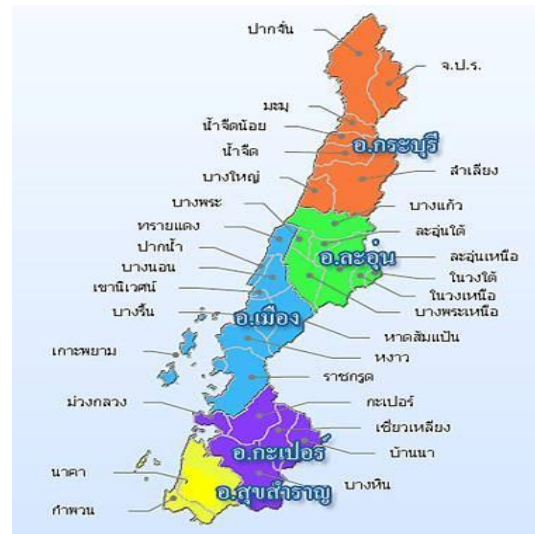 ปากจั่น
จ.ป.ร.
มะมุ
น้ำจืดน้อย
อ.กระบุรี
น้ำจืด
บางใหญ่
ลำเลียง
บางพระ
บางแก้ว
ทรายแดง
ละอุ่นใต้
ปากน้ำ
อ.ละอุ่น
ละอุ่นเหนือ
บางนอน
ในวงใต้
เขานิเวศน์
ในวงเหนือ
บางริ้น
บางพระเหนือ
อ.เมือง
หาดส้มแป้น
เกาะพยาม
หงาว
ราชกรูด
ม่วงกลวง
กะเปอร์
เชี่ยวเหลียง
อ.กะเปอร์
บ้านนา
นาคา
บางหิน
อ.สุขสำราญ
กำพวน